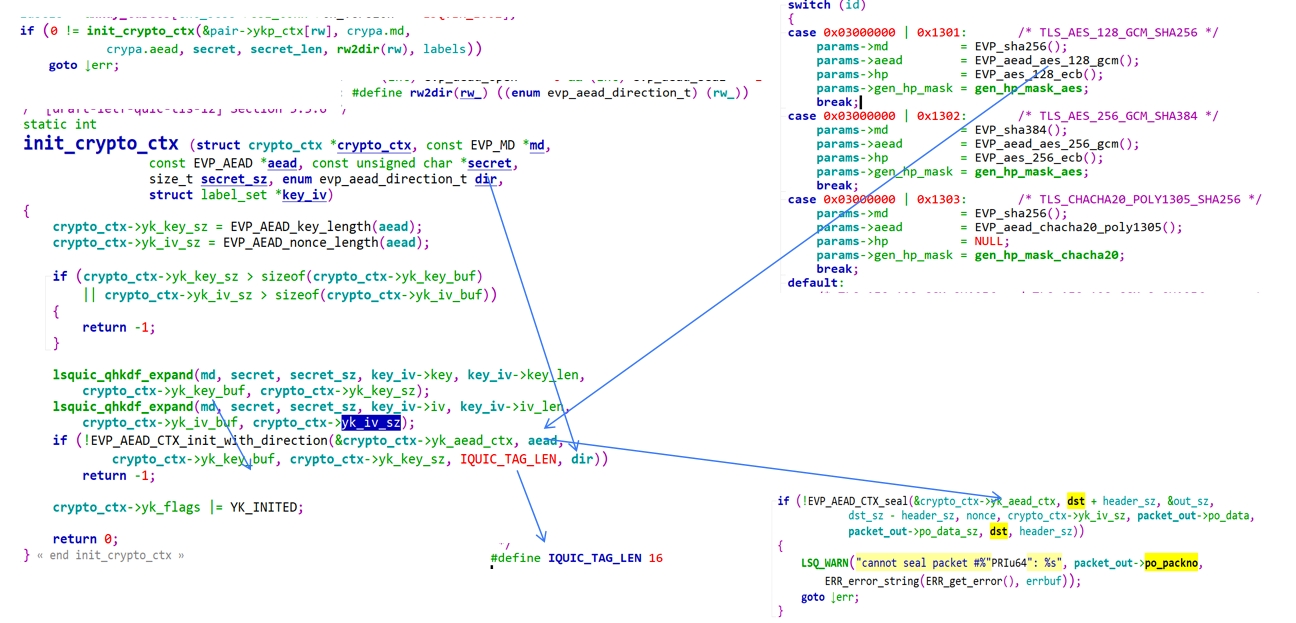 if (0 != init_crypto_ctx(&pair->ykp_ctx[rw], crypa.md,
crypa.aead, secret, secret_len, rw2dir(rw), labels))
goto ↓err;
#define rw2dir(rw_) ((enum evp_aead_direction_t) (rw_))
static int
init_crypto_ctx (struct crypto_ctx *crypto_ctx, const EVP_MD *md,
const EVP_AEAD *aead, const unsigned char *secret,
size_t secret_sz, enum evp_aead_direction_t dir,
struct label_set *key_iv)
{
crypto_ctx->yk_key_sz = EVP_AEAD_key_length(aead);
crypto_ctx->yk_iv_sz = EVP_AEAD_nonce_length(aead);
if (crypto_ctx->yk_key_sz > sizeof(crypto_ctx->yk_key_buf)
|| crypto_ctx->yk_iv_sz > sizeof(crypto_ctx->yk_iv_buf))
{
return -1;
}
lsquic_qhkdf_expand(md, secret, secret_sz, key_iv->key, key_iv->key_len,
crypto_ctx->yk_key_buf, crypto_ctx->yk_key_sz);
lsquic_qhkdf_expand(md, secret, secret_sz, key_iv->iv, key_iv->iv_len,
crypto_ctx->yk_iv_buf, crypto_ctx->yk_iv_sz);
if (!EVP_AEAD_CTX_init_with_direction(&crypto_ctx->yk_aead_ctx, aead,
crypto_ctx->yk_key_buf, crypto_ctx->yk_key_sz, IQUIC_TAG_LEN, dir))
return -1;
crypto_ctx->yk_flags |= YK_INITED;
return 0;
} « end init_crypto_ctx »
*/
#define IQUIC_TAG_LEN 16
switch (id)
{
case 0x03000000 | 0x1301: /* TLS_AES_128_GCM_SHA256 */
params->md = EVP_sha256();
params->aead = EVP_aead_aes_128_gcm();
params->hp = EVP_aes_128_ecb();
params->gen_hp_mask = gen_hp_mask_aes;
break;
case 0x03000000 | 0x1302: /* TLS_AES_256_GCM_SHA384 */
params->md = EVP_sha384();
params->aead = EVP_aead_aes_256_gcm();
params->hp = EVP_aes_256_ecb();
params->gen_hp_mask = gen_hp_mask_aes;
break;
case 0x03000000 | 0x1303: /* TLS_CHACHA20_POLY1305_SHA256 */
params->md = EVP_sha256();
params->aead = EVP_aead_chacha20_poly1305();
params->hp = NULL;
params->gen_hp_mask = gen_hp_mask_chacha20;
break;
default:
if (!EVP_AEAD_CTX_seal(&crypto_ctx->yk_aead_ctx, dst + header_sz, &out_sz,
dst_sz - header_sz, nonce, crypto_ctx->yk_iv_sz, packet_out->po_data,
packet_out->po_data_sz, dst, header_sz))
{
LSQ_WARN("cannot seal packet #%"PRIu64": %s", packet_out->po_packno,
ERR_error_string(ERR_get_error(), errbuf));
goto ↓err;
}